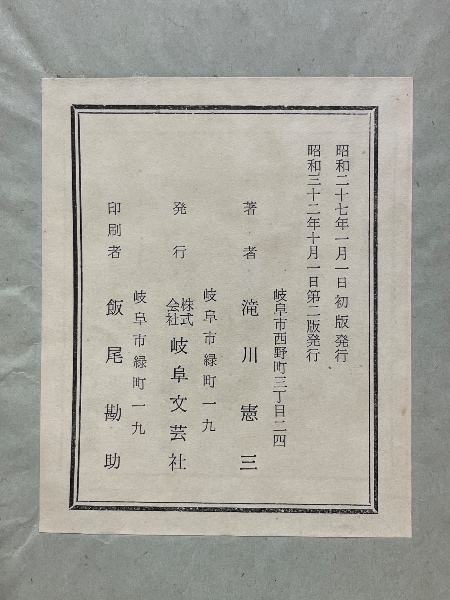 昭和二十七年一月一日初版発行
昭和三十二年十月一日第二版発行
岐阜市西野町三丁目二四
著者 滝川憲三
岐阜市緑町一九
発行 株式会社 岐阜文芸社
岐阜市緑町一九
印刷者 飯尾勘助